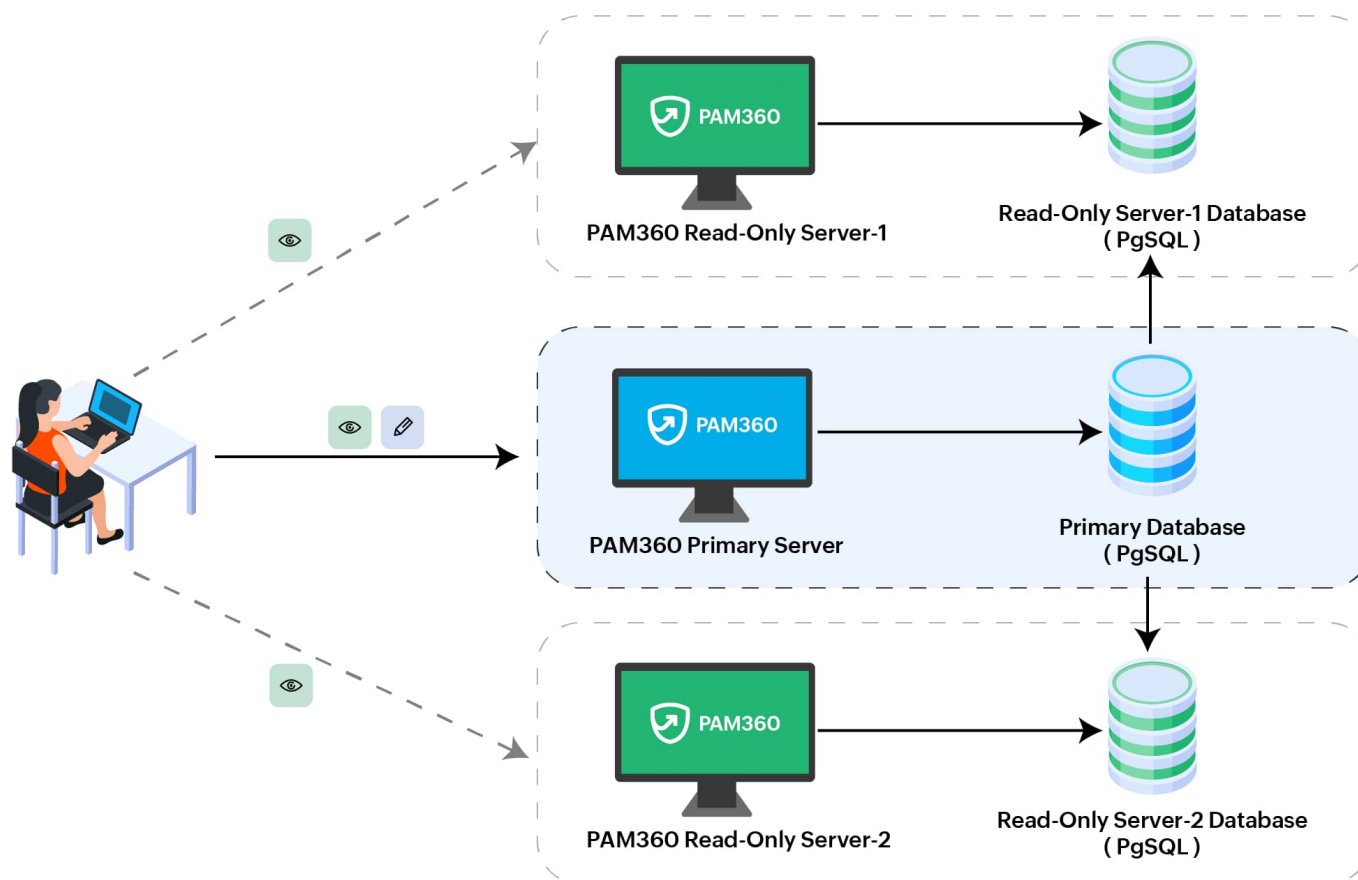 PAM360
PAM360 Read-Only Server-1
Read-Only Server-1 Database
( PgSQL )
PAM360
PAM360 Primary Server
Primary Database
( PgSQL )
PAM360
PAM360 Read-Only Server-2
Read-Only Server-2 Database
( PgSQL )